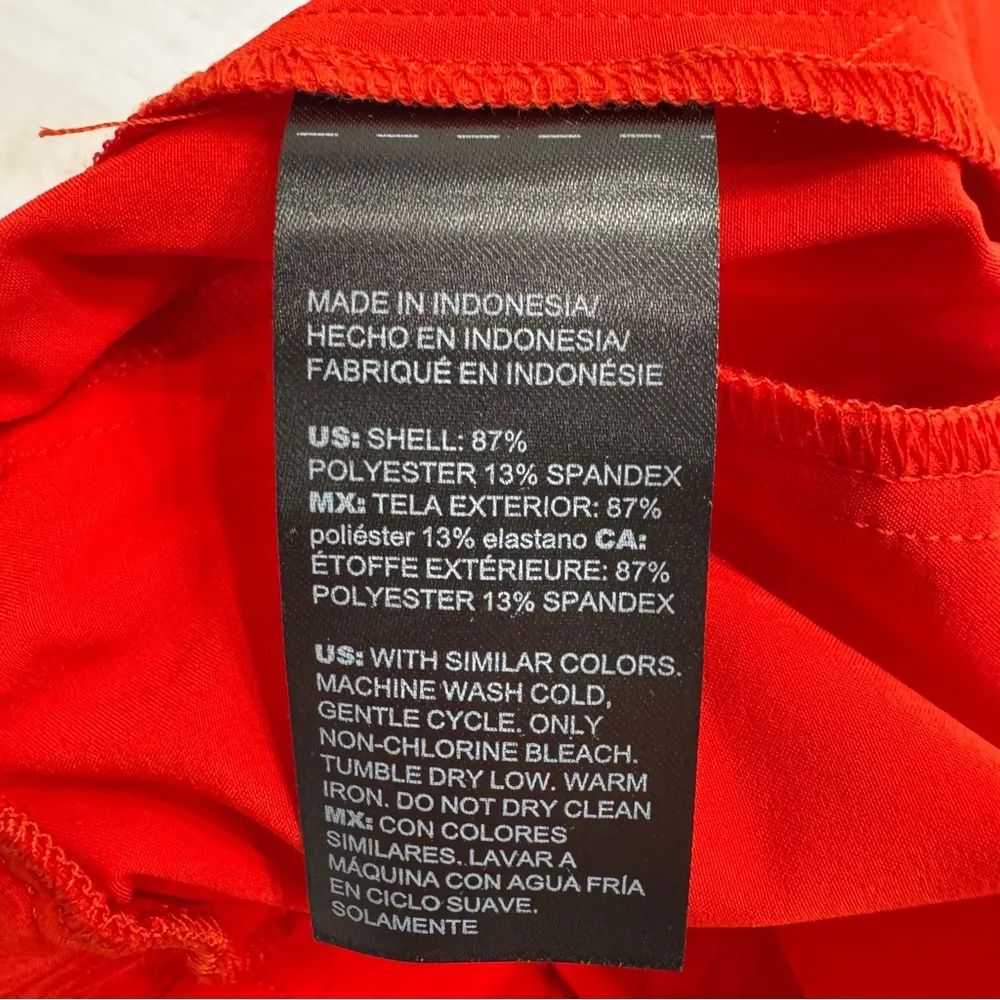 MADE IN INDONESIA/
HECHO EN INDONESIA/
FABRIQUÉ EN INDONÉSIE
US: SHELL: 87%
POLYESTER 13% SPANDEX
MX: TELA EXTERIOR: 87%
poliéster 13% elastano CA:
ÉTOFFE EXTÉRIEURE: 87%
POLYESTER 13% SPANDEX
US: WITH SIMILAR COLORS.
MACHINE WASH COLD,
GENTLE CYCLE. ONLY
NON-CHLORINE BLEACH.
TUMBLE DRY LOW. WARM
IRON. DO NOT DRY CLEAN
MX: CON COLORES
SIMILARES. LAVAR A
MÁQUINA CON AGUA FRÍA
EN CICLO SUAVE.
SOLAMENTE